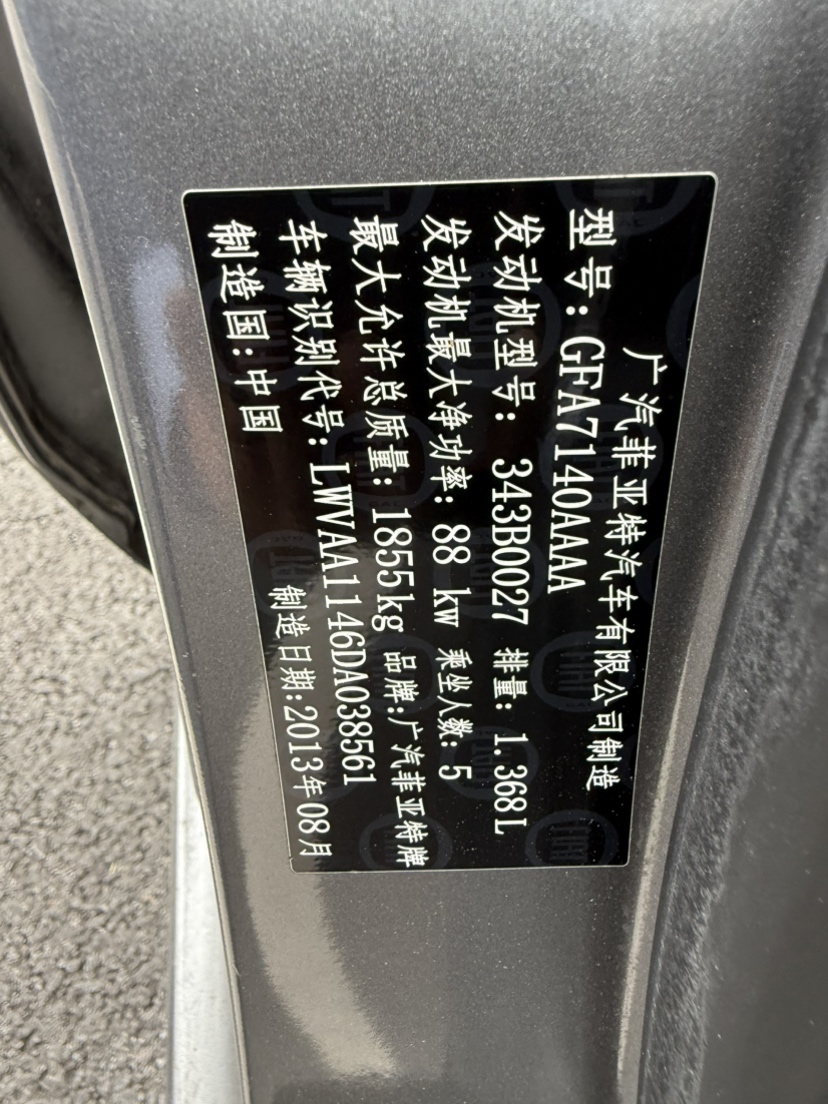 广汽菲亚特汽车有限公司制造
型号:GFA7140AAAA
发动机型号: 343B0027 排量: 1.368L
发动机最大净功率:88 kw 乘坐人数:5
最大允许总质量:1855kg 品牌:广汽菲亚特牌
车辆识别代号:LWVAA1146DA038561
制造国:中国 制造日期:2013年08月